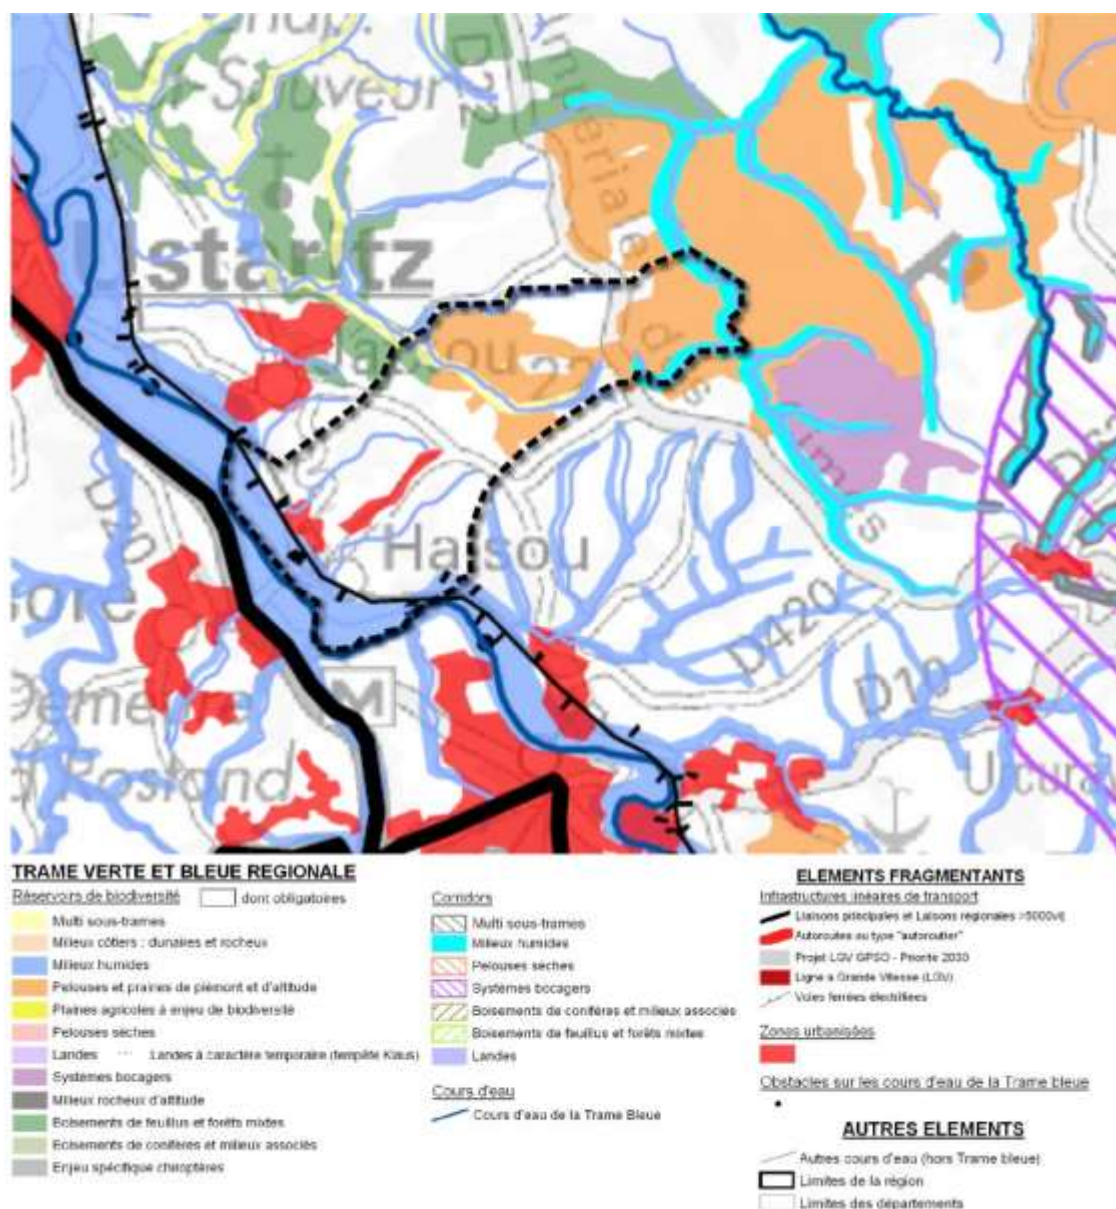 Chap.
St-Sauveur
Ustaritz
Jatxou
22
Halsou
D20
D420
D10
M
Rostand
TRAME VERTE ET BLEUE REGIONALE
Réservoirs de biodiversité dont obligatoires
Multi sous-trames
Milieux côtiers : dunaires et rocheux
Milieux humides
Pelouses et prairies de piémont et d'altitude
Plaines agricoles à enjeu de biodiversité
Pelouses sèches
Landes Landes à caractère temporaire (tempête Klaus)
Systèmes bocagers
Milieux rocheux d'altitude
Boisements de feuillus et forêts mixtes
Boisements de conifères et milieux associés
Enjeu spécifique chiroptères
Corridors
Multi sous-trames
Milieux humides
Pelouses sèches
Systèmes bocagers
Boisements de conifères et milieux associés
Boisements de feuillus et forêts mixtes
Landes
Cours d'eau
Cours d'eau de la Trame Bleue
ELEMENTS FRAGMENTANTS
Infrastructures linéaires de transport
Liaisons principales et Liaisons régionales >5000v/j
Autoroutes ou type "autoroutier"
Projet LGV GPSO - Priorité 2030
Ligne à Grande Vitesse (LGV)
Voies ferrées électrifiées
Zones urbanisées
Obstacles sur les cours d'eau de la Trame bleue
AUTRES ELEMENTS
Autres cours d'eau (hors Trame bleue)
Limites de la région
Limites des départements